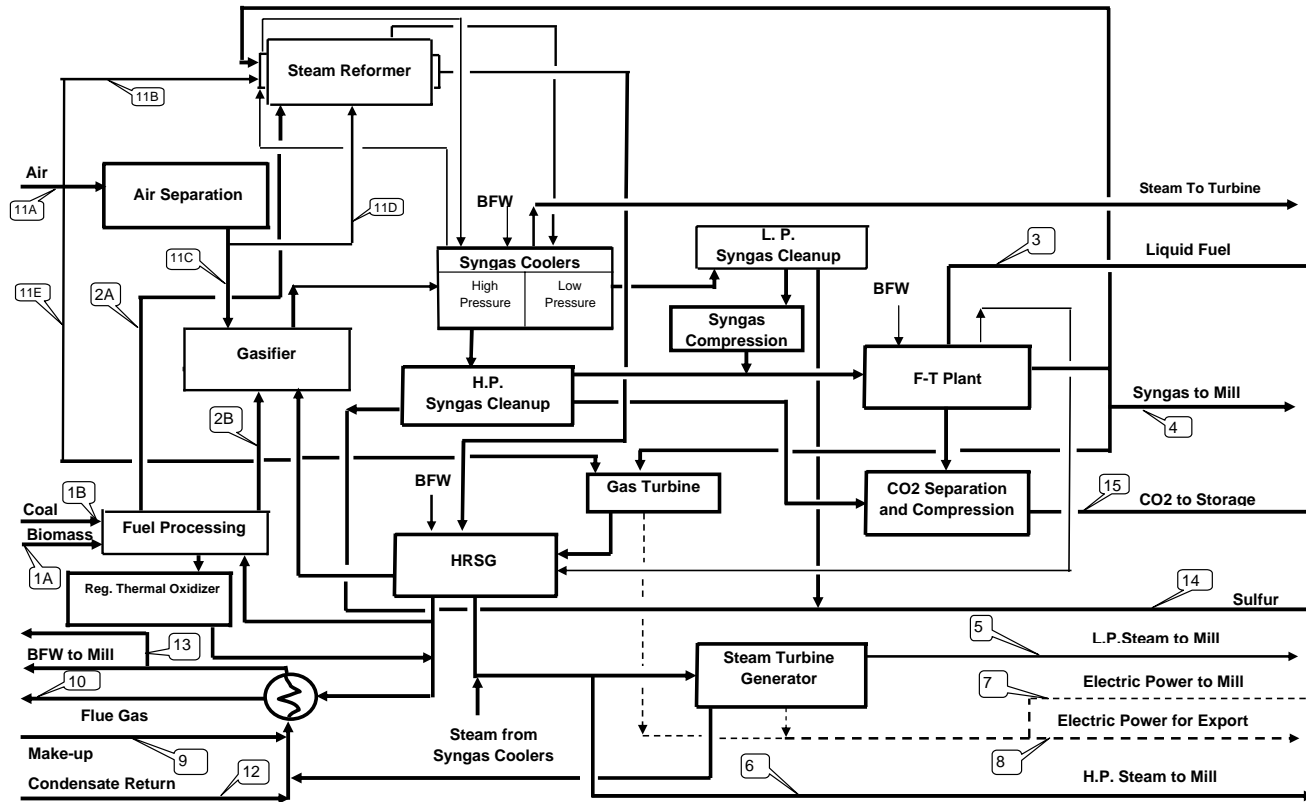 Steam Reformer
11B
Air
11A
Air Separation
11D
BFW
Steam To Turbine
11C
L. P.
Syngas Cleanup
3
Liquid Fuel
11E
2A
Syngas Coolers
High
Pressure
Low
Pressure
BFW
Syngas
Compression
Gasifier
F-T Plant
H.P.
Syngas Cleanup
Syngas to Mill
4
2B
BFW
Gas Turbine
CO2 Separation
and Compression
15
CO2 to Storage
1B
Coal
Biomass
1A
Fuel Processing
HRSG
Reg. Thermal Oxidizer
14
Sulfur
13
BFW to Mill
5
L.P.Steam to Mill
Steam Turbine
Generator
10
Flue Gas
7
Electric Power to Mill
Electric Power for Export
8
Steam from
Syngas Coolers
9
Make-up
Condensate Return
12
6
H.P. Steam to Mill